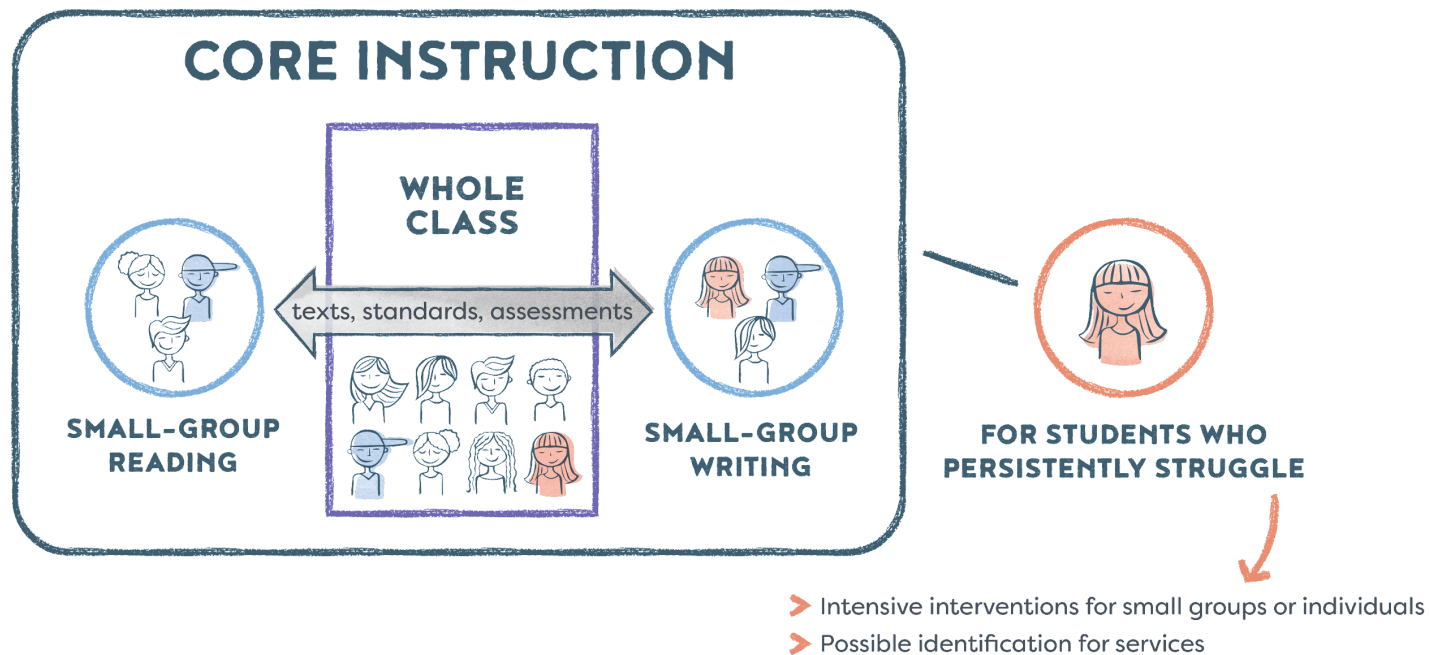 CORE INSTRUCTION
WHOLE
CLASS
texts, standards, assessments
SMALL-GROUP
READING
SMALL-GROUP
WRITING
FOR STUDENTS WHO
PERSISTENTLY STRUGGLE
Intensive interventions for small groups or individuals
Possible identification for services